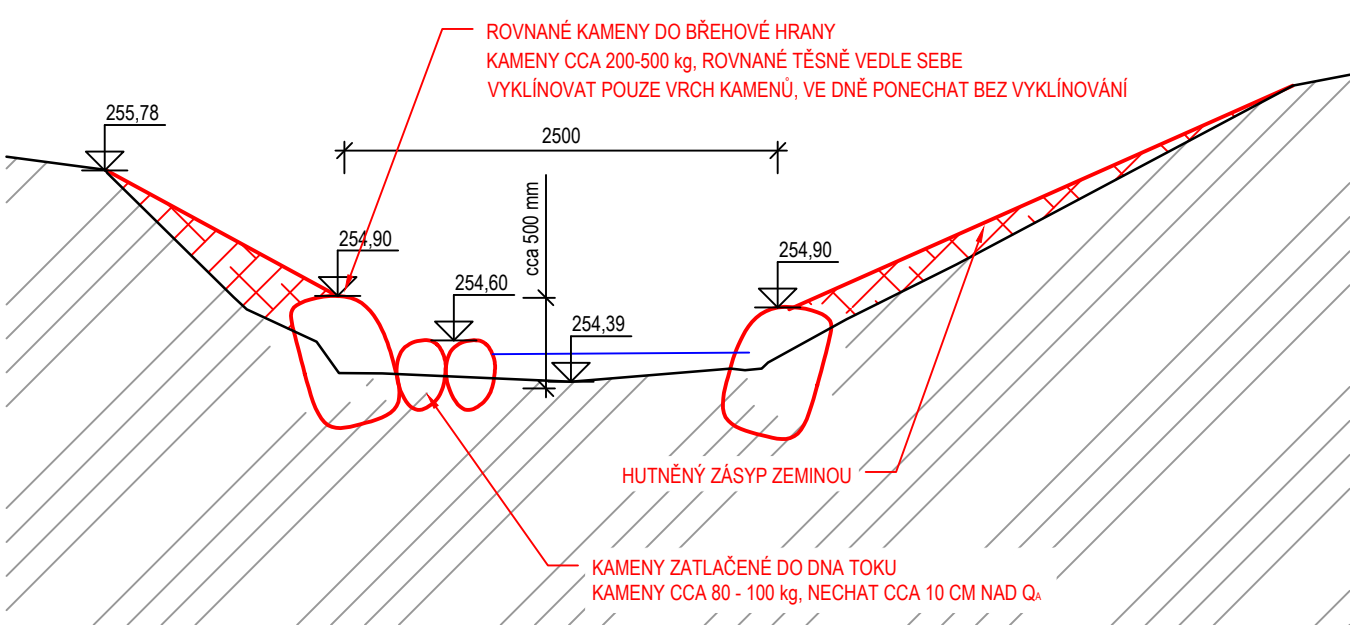 ROVNANÉ KAMENY DO BŘEHOVÉ HRANY
KAMENY CCA 200-500 kg, ROVNANÉ TĚSNĚ VEDLE SEBE
VYKLÍNOVAT POUZE VRCH KAMENŮ, VE DNĚ PONECHAT BEZ VYKLÍNOVÁNÍ
255,78
2500
cca 500 mm
254,90
254,90
254,60
254,39
HUTNĚNÝ ZÁSYP ZEMINOU
KAMENY ZATLAČENÉ DO DNA TOKU
KAMENY CCA 80 - 100 kg, NECHAT CCA 10 CM NAD QA